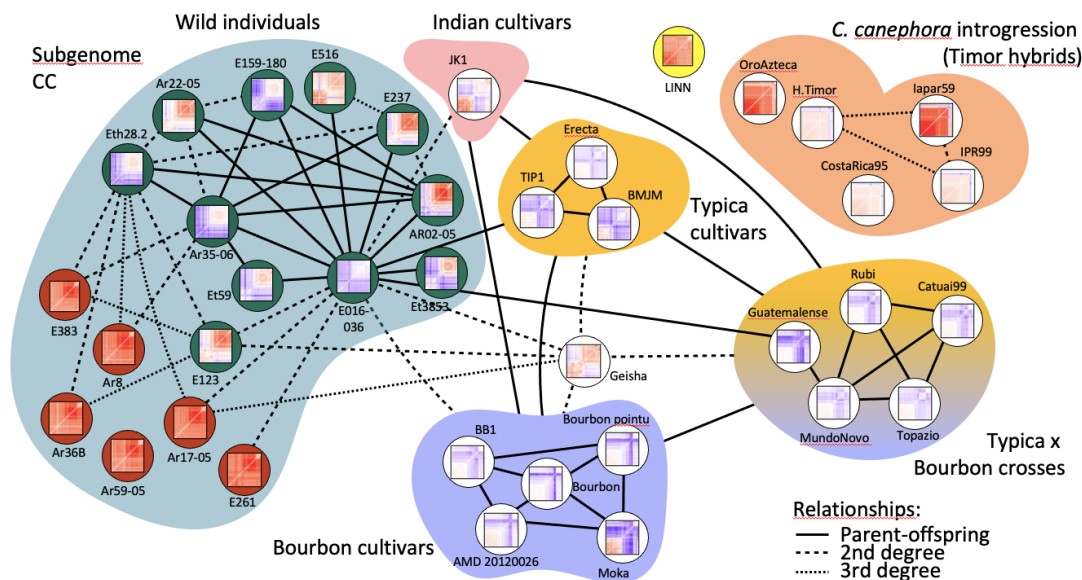 Wild individuals
Indian cultivars
C. canephora introgression
(Timor hybrids)
Subgenome
CC
E516
E159-180
Ar22-05
E237
Eth28.2
JK1
LINN
OroAzteca
H.Timor
Iapar59
IPR99
CostaRica95
Erecta
TIP1
BMJM
Typica
cultivars
AR02-05
Ar35-06
Et59
E016-
036
Et3853
E383
Ar8
E123
Ar36B
Ar17-05
Ar59-05
E261
Geisha
Rubi
Catuai99
Guatemalense
MundoNovo
Topazio
Typica x
Bourbon crosses
BB1
Bourbon pointu
Bourbon
AMD 20120026
Moka
Bourbon cultivars
Relationships:
Parent-offspring
2nd degree
3rd degree